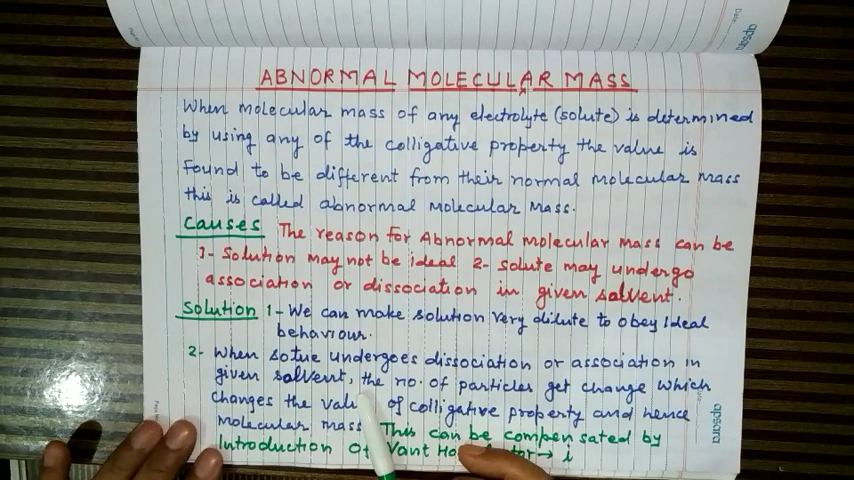 apsara
ABNORMAL MOLECULAR MASS
When molecular mass of any electrolyte (solute) is determined
by using any of the colligative property the value is
found to be different from their normal molecular mass
this is called abnormal molecular mass.
Causes The reason for Abnormal molecular mass can be
1- Solution may not be ideal 2- Solute may undergo
association or dissociation in given solvent.
Solution 1- We can make solution very dilute to obey ideal
behaviour.
2- When sotue undergoes dissociation or association in
given solvent, the no. of particles get change which
changes the of colligative property and hence
molecular mass This can be compensated by
Introduction Of Vant → i
apsara